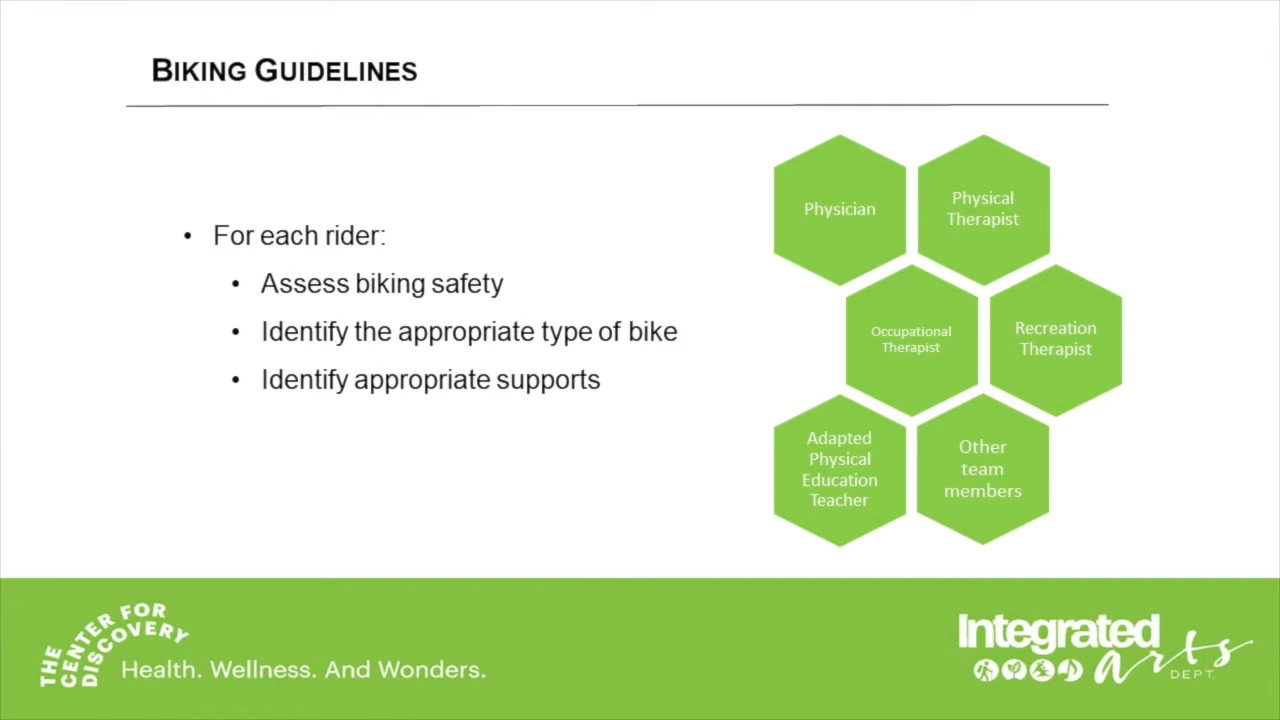 BIKING GUIDELINES
• For each rider:
• Assess biking safety
• Identify the appropriate type of bike
• Identify appropriate supports
Physician
Physical
Therapist
Occupational
Therapist
Recreation
Therapist
Adapted
Physical
Education
Teacher
Other
team
members
THE
CENTER FOR
DISCOVERY
Health. Wellness. And Wonders.
Integrated
arts
DEPT.